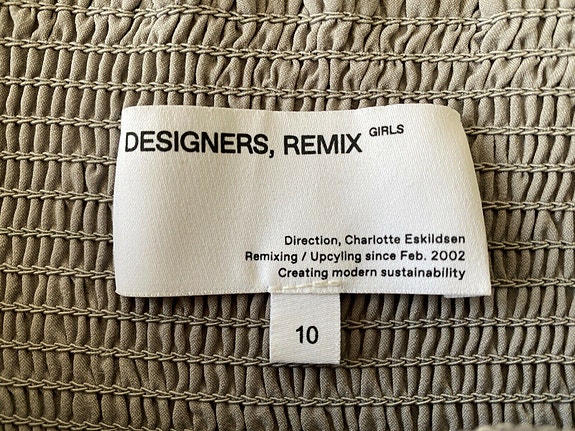 DESIGNERS, REMIX GIRLS
Direction, Charlotte Eskildsen
Remixing / Upcyling since Feb. 2002
Creating modern sustainability
10